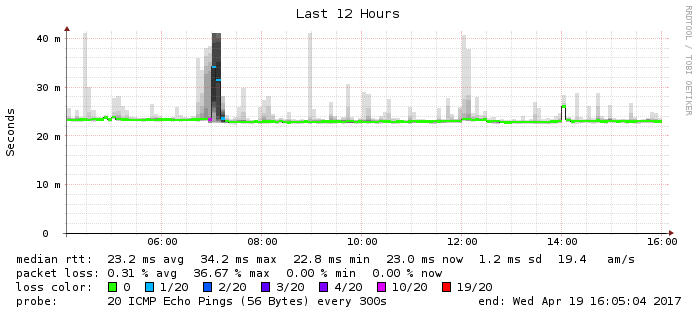 Last 12 Hours
RRDTOOL / TOBI OETIKER
Seconds
40 m
30 m
20 m
10 m
0
06:00 08:00 10:00 12:00 14:00 16:00
median rtt: 23.2 ms avg 34.2 ms max 22.8 ms min 23.0 ms now 1.2 ms sd 19.4 am/s
packet loss: 0.31 % avg 36.67 % max 0.00 % min 0.00 % now
loss color: 0 1/20 2/20 3/20 4/20 10/20 19/20
probe: 20 ICMP Echo Pings (56 Bytes) every 300s end: Wed Apr 19 16:05:04 2017